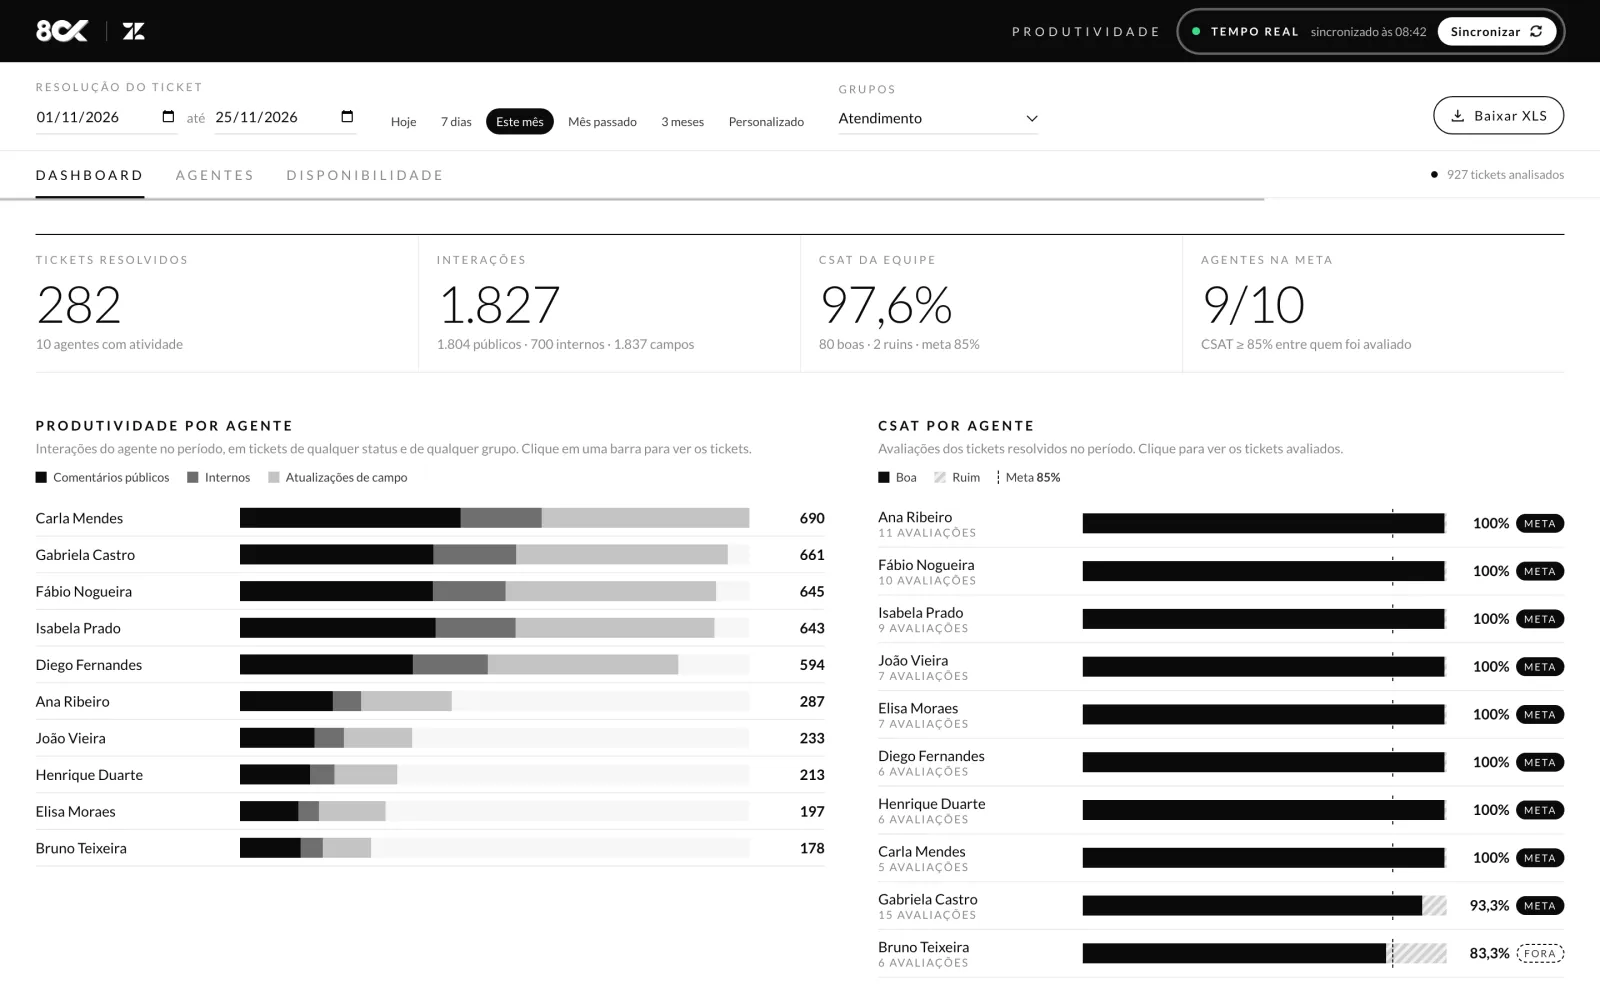 PRODUTIVIDADE
TEMPO REAL sincronizado às 08:42 Sincronizar
RESOLUÇÃO DO TICKET
01/11/2026 até 25/11/2026
Hoje 7 dias Este mês Mês passado 3 meses Personalizado
GRUPOS
Atendimento
Baixar XLS
DASHBOARD AGENTES DISPONIBILIDADE
927 tickets analisados
TICKETS RESOLVIDOS
282
10 agentes com atividade
INTERAÇÕES
1.827
1.804 públicos · 700 internos · 1.837 campos
CSAT DA EQUIPE
97,6%
80 boas · 2 ruins · meta 85%
AGENTES NA META
9/10
CSAT ≥ 85% entre quem foi avaliado
PRODUTIVIDADE POR AGENTE
Interações do agente no período, em tickets de qualquer status e de qualquer grupo. Clique em uma barra para ver os tickets.
Comentários públicos Internos Atualizações de campo
Carla Mendes 690
Gabriela Castro 661
Fábio Nogueira 645
Isabela Prado 643
Diego Fernandes 594
Ana Ribeiro 287
João Vieira 233
Henrique Duarte 213
Elisa Moraes 197
Bruno Teixeira 178
CSAT POR AGENTE
Avaliações dos tickets resolvidos no período. Clique para ver os tickets avaliados.
Boa Ruim Meta 85%
Ana Ribeiro
11 AVALIAÇÕES
100% META
Fábio Nogueira
10 AVALIAÇÕES
100% META
Isabela Prado
9 AVALIAÇÕES
100% META
João Vieira
7 AVALIAÇÕES
100% META
Elisa Moraes
7 AVALIAÇÕES
100% META
Diego Fernandes
6 AVALIAÇÕES
100% META
Henrique Duarte
6 AVALIAÇÕES
100% META
Carla Mendes
5 AVALIAÇÕES
100% META
Gabriela Castro
15 AVALIAÇÕES
93,3% META
Bruno Teixeira
6 AVALIAÇÕES
83,3% FORA